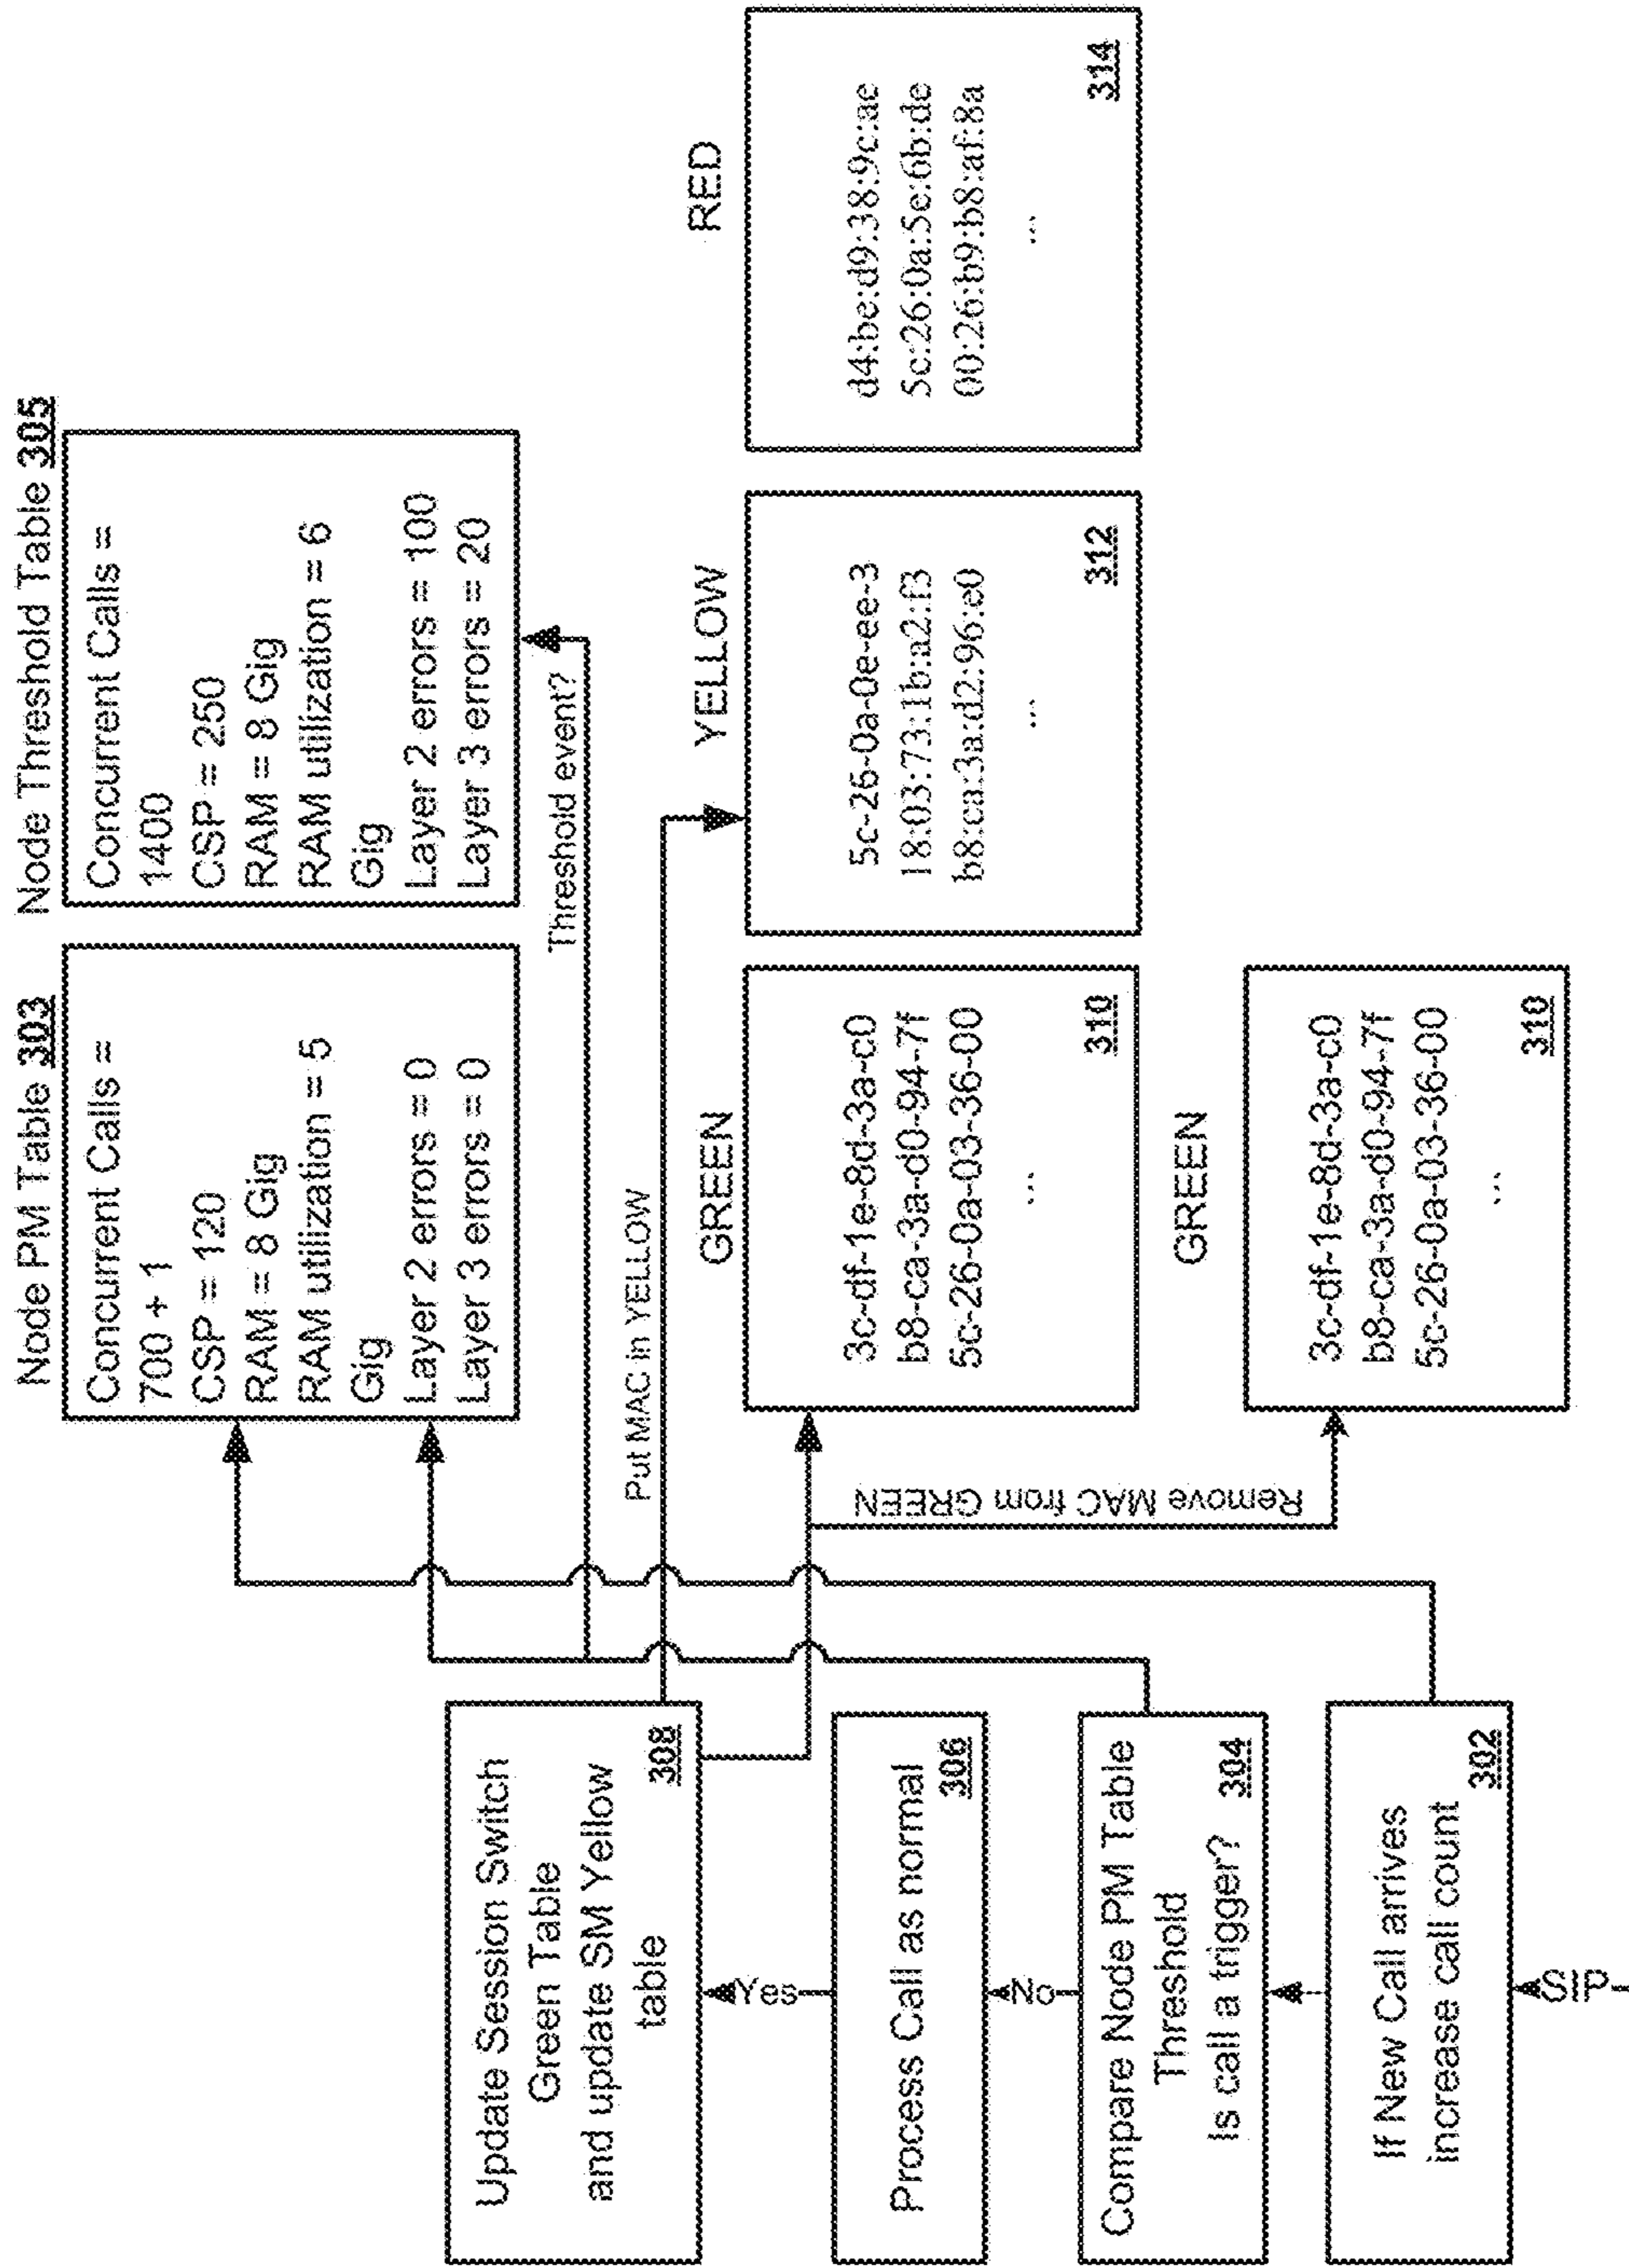 Update Session Switch
Green Table
and update SM Yellow
table
308
Yes
Process Call as normal
306
No
Compare Node PM Table
Threshold
Is call a trigger?
304
If New Call arrives
increase call count
302
SIP
Node PM Table 303
Concurrent Calls =
700 + 1
CSP = 120
RAM = 8 Gig
RAM utilization = 5
Gig
Layer 2 errors = 0
Layer 3 errors = 0
Node Threshold Table 305
Concurrent Calls =
1400
CSP = 250
RAM = 8 Gig
RAM utilization = 6
Gig
Layer 2 errors = 100
Layer 3 errors = 20
Threshold event?
Put MAC in YELLOW
GREEN
3c-df-1e-8d-3a-c0
b8-ca-3a-d0-94-7f
5c-26-0a-03-36-00
...
310
YELLOW
5c-26-0a-0e-ee-3
18:03:73:1b:a2:f3
b8:ca:3a:d2:96:e0
...
312
RED
d4:be:d9:38:9c:ae
5c:26:0a:5e:6b:de
00:26:b9:b8:af:8a
...
314
Remove MAC from GREEN
GREEN
3c-df-1e-8d-3a-c0
b8-ca-3a-d0-94-7f
5c-26-0a-03-36-00
...
310